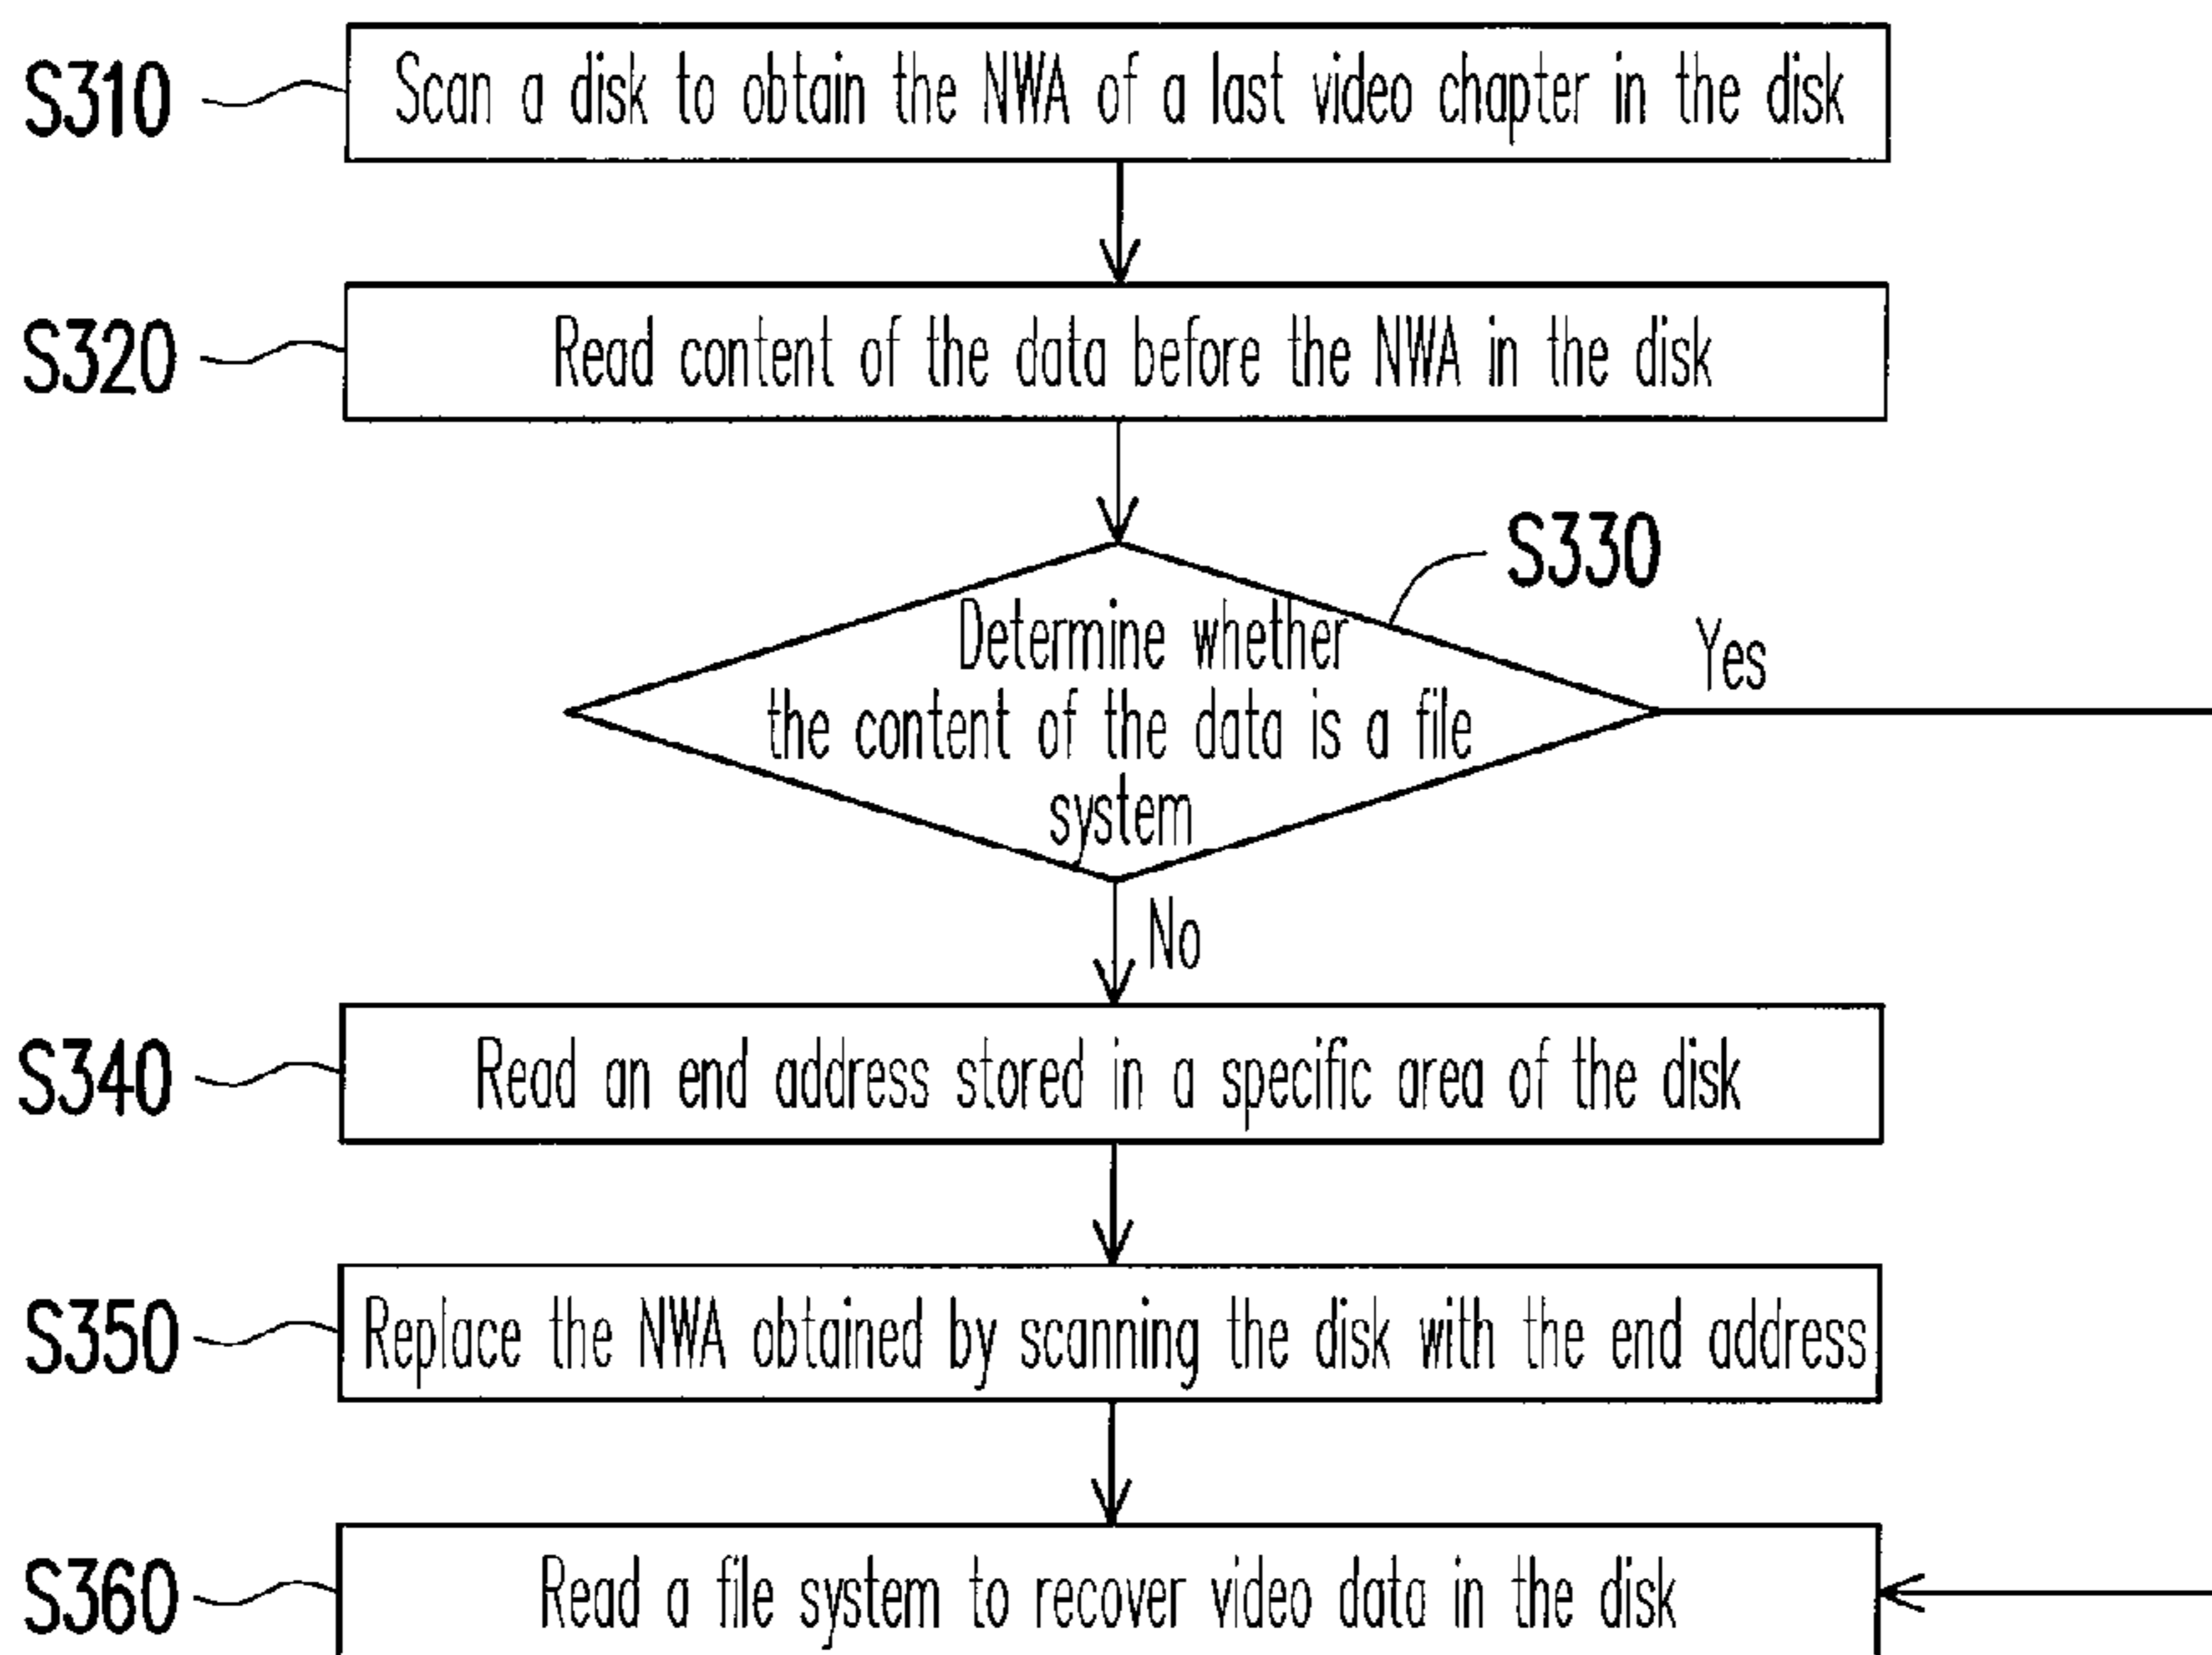 S310
Scan a disk to obtain the NWA of a last video chapter in the disk
S320
Read content of the data before the NWA in the disk
S330
Determine whether
the content of the data is a file
system
Yes
No
S340
Read an end address stored in a specific area of the disk
S350
Replace the NWA obtained by scanning the disk with the end address
S360
Read a file system to recover video data in the disk